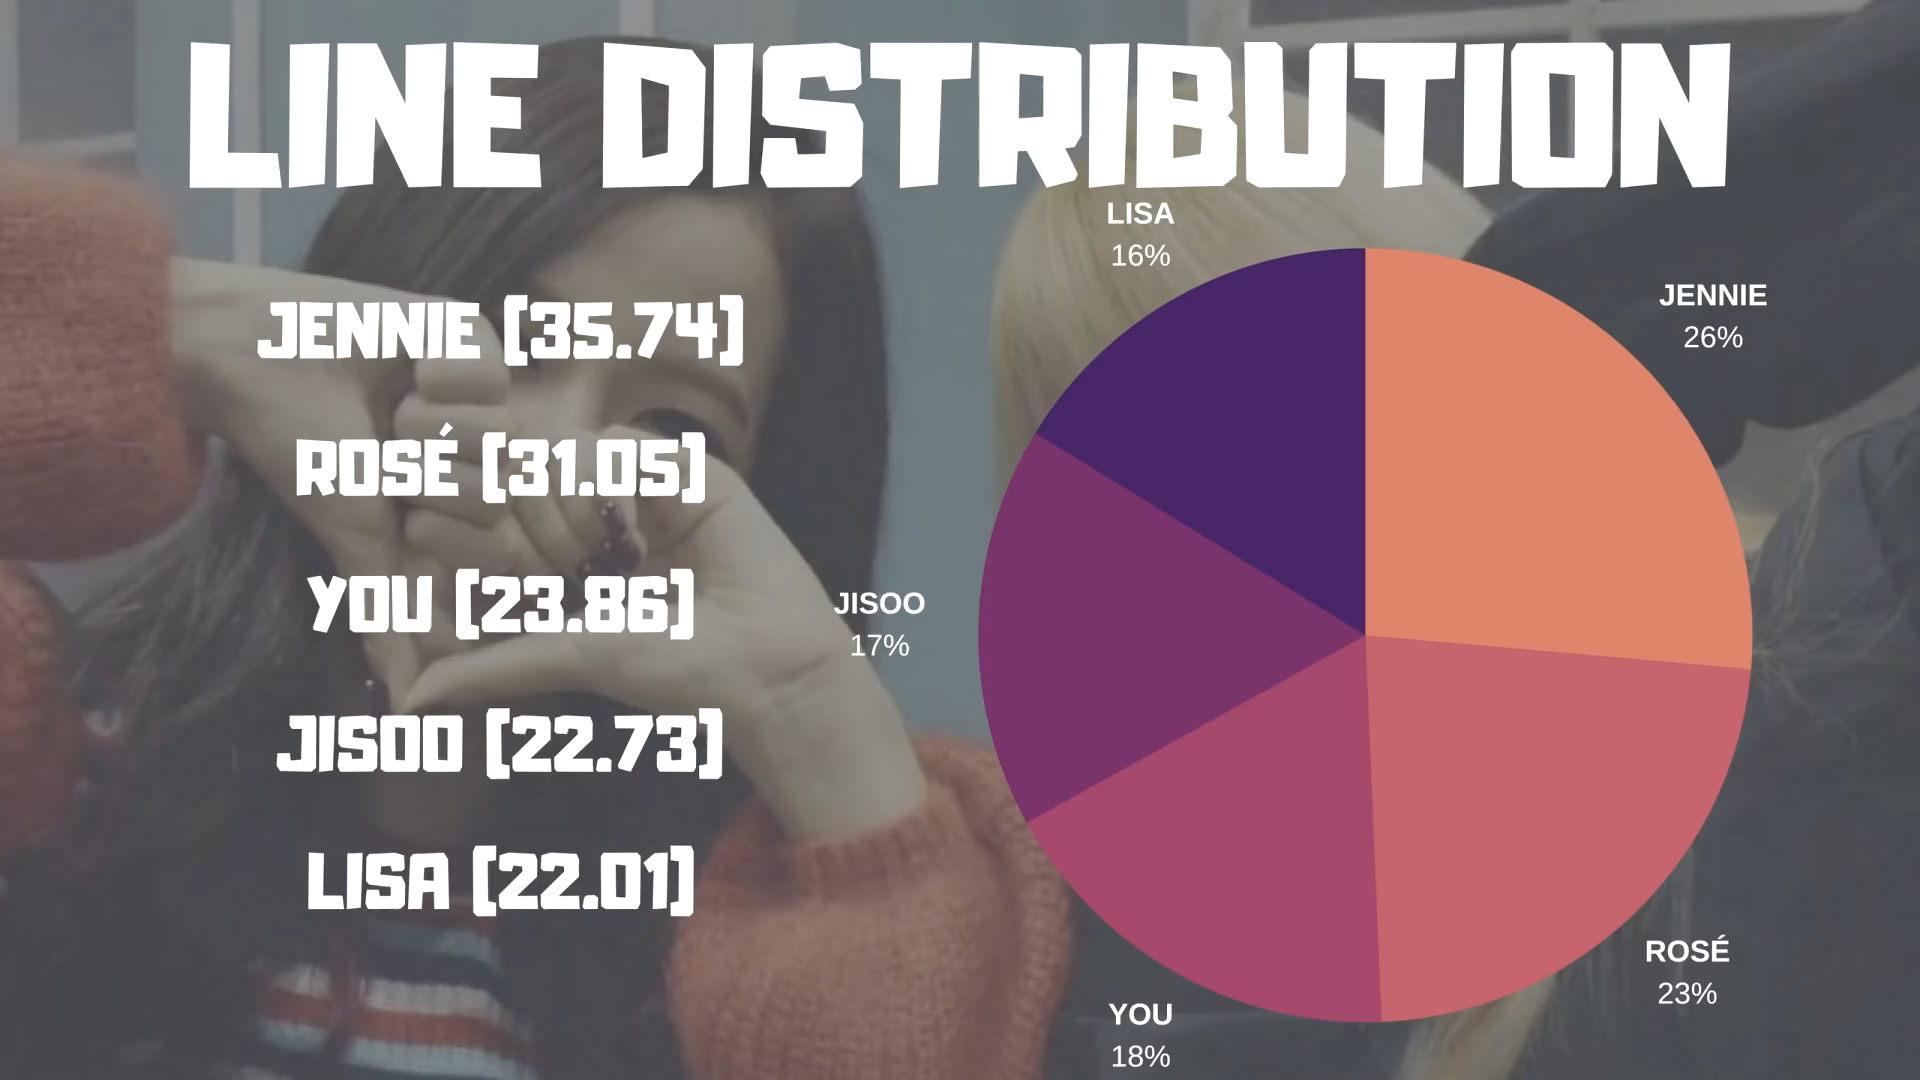 LINE DISTRIBUTION
JENNIE (35.74)
ROSÉ (31.05)
YOU (23.86)
JISOO (22.73)
LISA (22.01)
LISA
16%
JENNIE
26%
JISOO
17%
ROSÉ
23%
YOU
18%